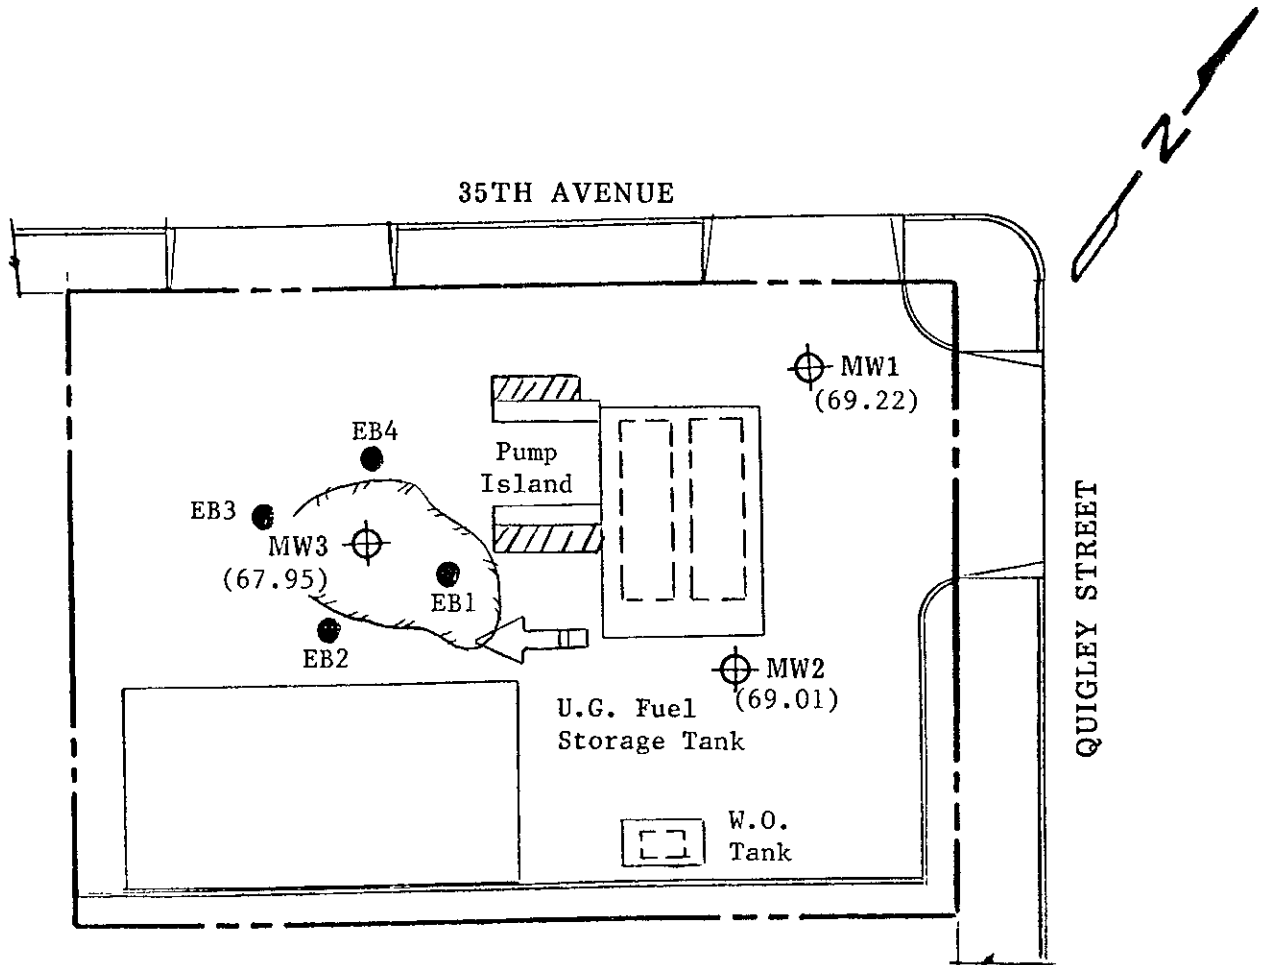 N
35TH AVENUE
MW1
(69.22)
EB4
Pump
Island
EB3
MW3
(67.95)
EB1
EB2
MW2
(69.01)
U.G. Fuel
Storage Tank
QUIGLEY STREET
W.O.
Tank